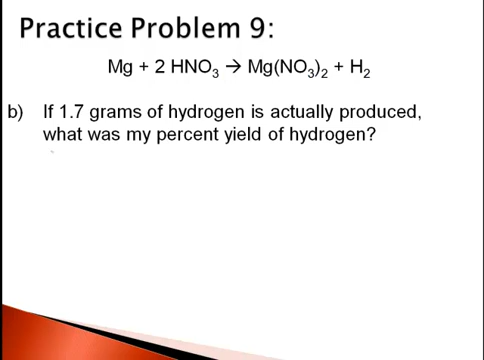 Practice Problem 9:
Mg + 2 HNO₃ → Mg(NO₃)₂ + H₂
b) If 1.7 grams of hydrogen is actually produced,
what was my percent yield of hydrogen?